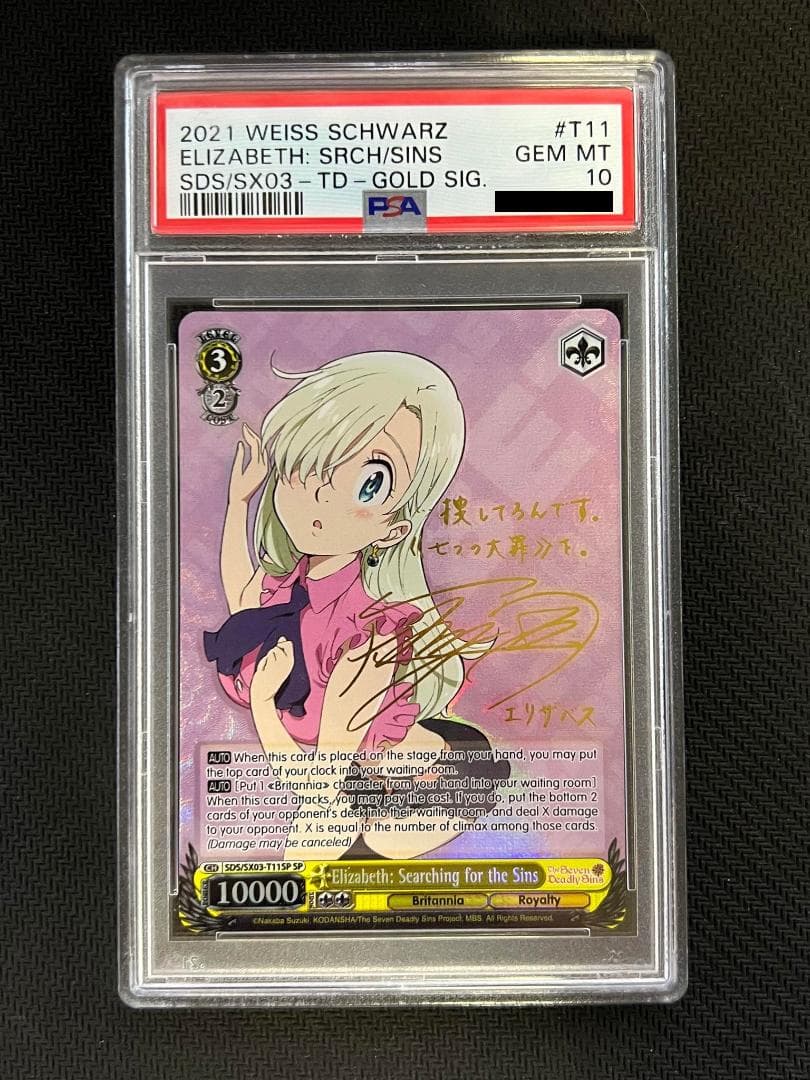 2021 WEISS SCHWARZ #T11
ELIZABETH: SRCH/SINS GEM MT
SDS/SX03 – TD – GOLD SIG. 10
PSA
3
2
捜してるんです。
《七つの大罪》を。
エリザベス
AUTO When this card is placed on the stage from your hand, you may put
the top card of your clock into your waiting room.
AUTO [Put 1 «Britannia» character from your hand into your waiting room]
When this card attacks, you may pay the cost. If you do, put the bottom 2
cards of your opponent's deck into their waiting room, and deal X damage
to your opponent. X is equal to the number of climax among those cards.
(Damage may be canceled)
CH SDS/SX03-T11SP SP
10000 Elizabeth: Searching for the Sins The Seven Deadly Sins
Britannia Royalty
©Nakaba Suzuki, KODANSHA/The Seven Deadly Sins Project, MBS. All Rights Reserved.